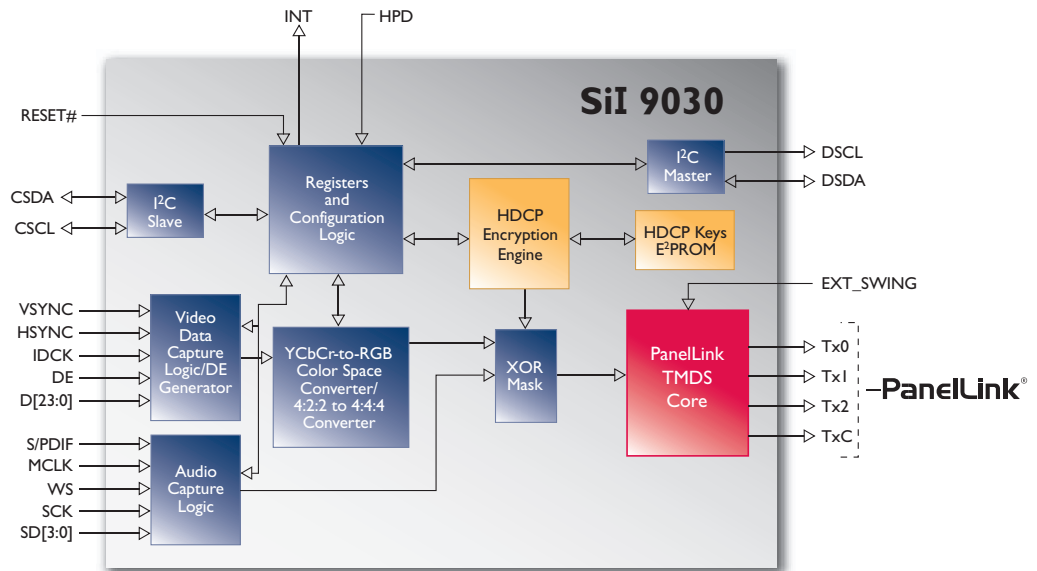 INT
HPD
SiI 9030
RESET#
I²C
Master
DSCL
DSDA
CSDA
CSCL
I²C
Slave
Registers
and
Configuration
Logic
HDCP
Encryption
Engine
HDCP Keys
E²PROM
EXT_SWING
VSYNC
HSYNC
IDCK
DE
D[23:0]
Video
Data
Capture
Logic/DE
Generator
YCbCr-to-RGB
Color Space
Converter/
4:2:2 to 4:4:4
Converter
XOR
Mask
PanelLink
TMDS
Core
Tx0
Tx1
Tx2
TxC
PanelLink®
S/PDIF
MCLK
WS
SCK
SD[3:0]
Audio
Capture
Logic